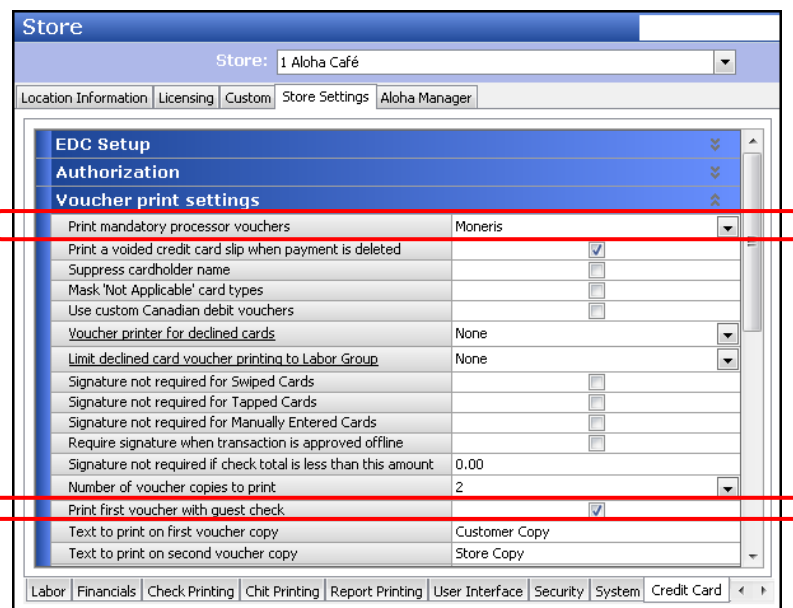 Store
Store: 1 Aloha Café
Location Information Licensing Custom Store Settings Aloha Manager
EDC Setup
Authorization
Voucher print settings
Print mandatory processor vouchers Moneris
Print a voided credit card slip when payment is deleted
Suppress cardholder name
Mask 'Not Applicable' card types
Use custom Canadian debit vouchers
Voucher printer for declined cards None
Limit declined card voucher printing to Labor Group None
Signature not required for Swiped Cards
Signature not required for Tapped Cards
Signature not required for Manually Entered Cards
Require signature when transaction is approved offline
Signature not required if check total is less than this amount 0.00
Number of voucher copies to print 2
Print first voucher with guest check
Text to print on first voucher copy Customer Copy
Text to print on second voucher copy Store Copy
Labor Financials Check Printing Chit Printing Report Printing User Interface Security System Credit Card